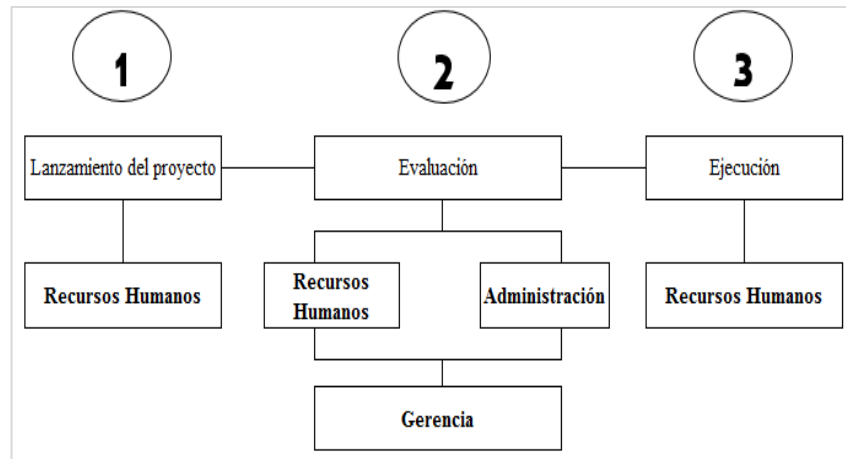 1
2
3
Lanzamiento del proyecto
Evaluación
Ejecución
Recursos Humanos
Recursos
Humanos
Administración
Recursos Humanos
Gerencia